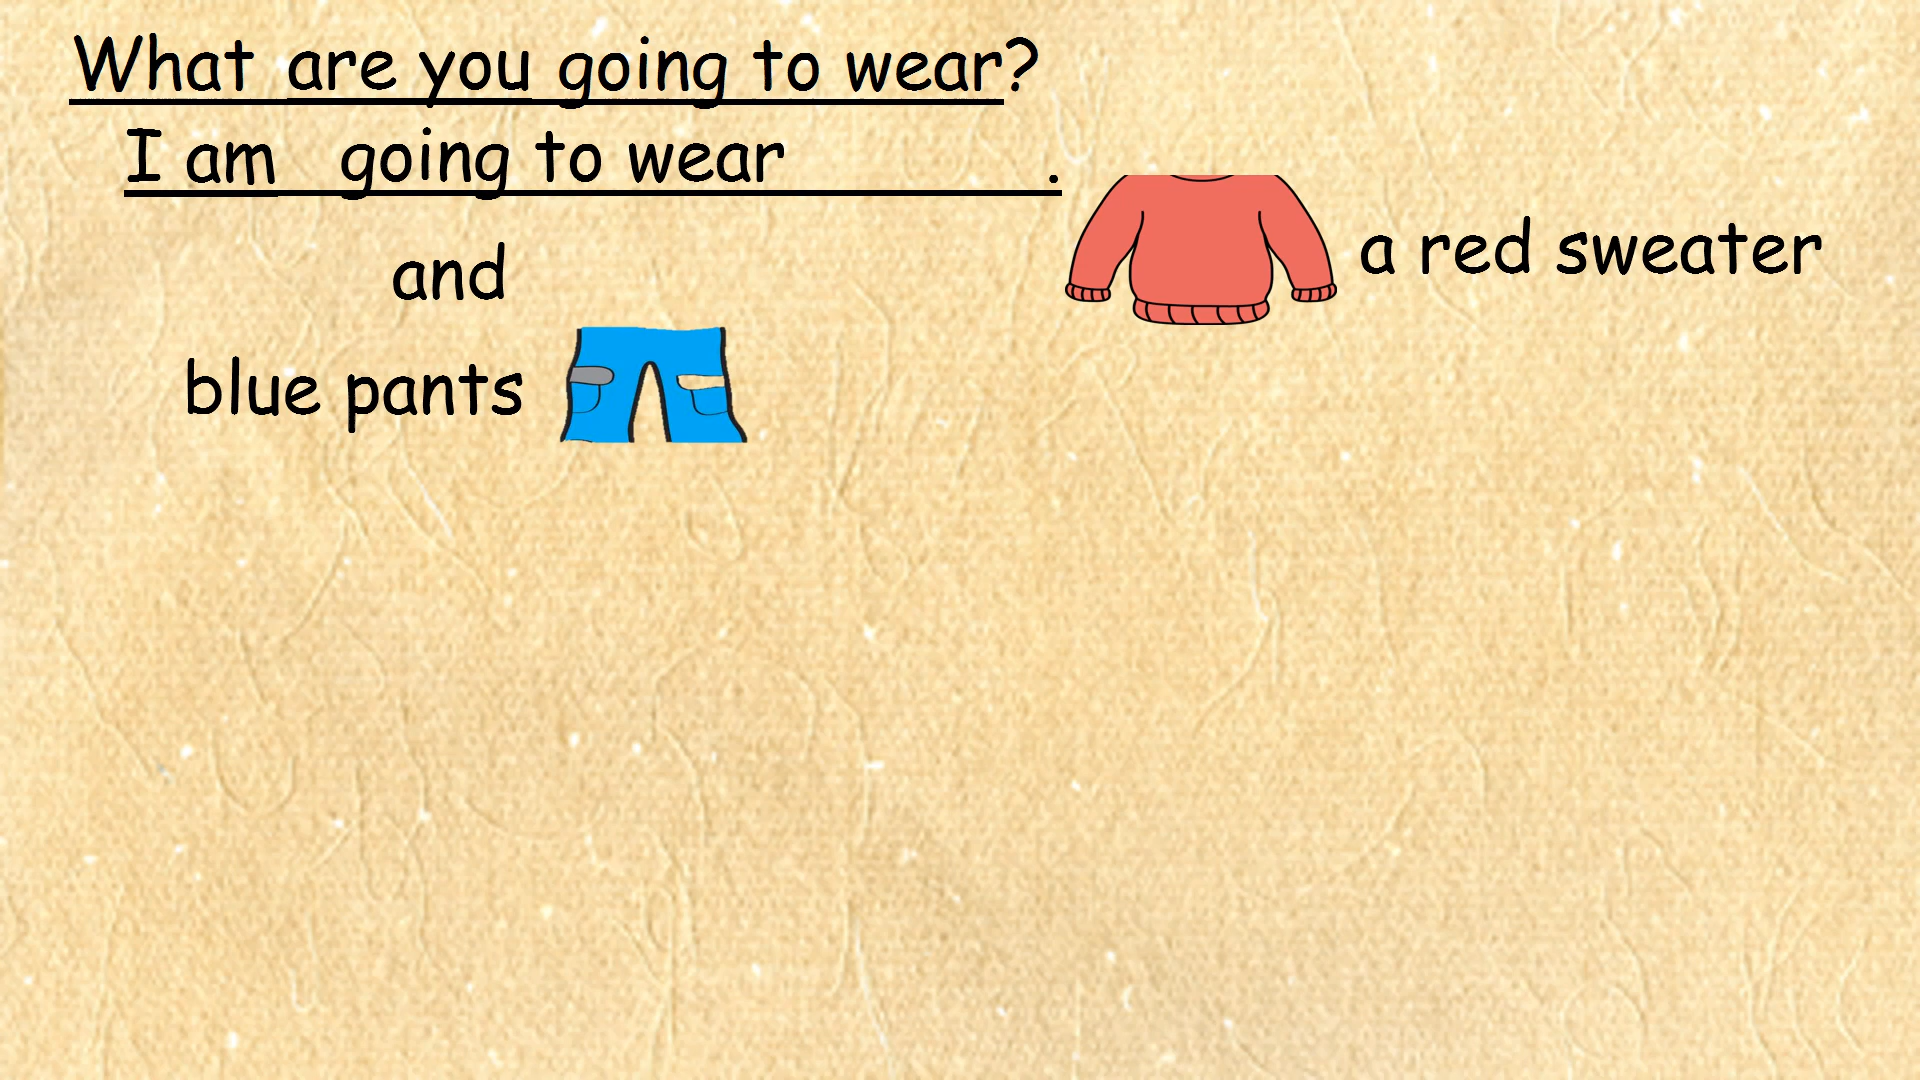 What are you going to wear?
I am going to wear .
a red sweater
and
blue pants